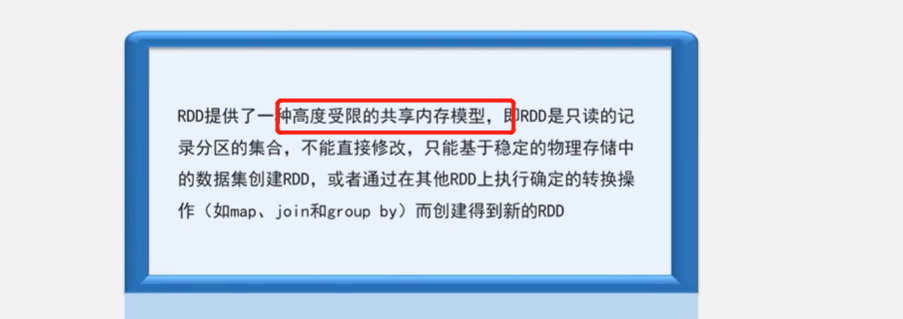 RDD提供了一种高度受限的共享内存模型，即RDD是只读的记
录分区的集合，不能直接修改，只能基于稳定的物理存储中
的数据集创建RDD，或者通过在其他RDD上执行确定的转换操
作（如map、join和group by）而创建得到新的RDD